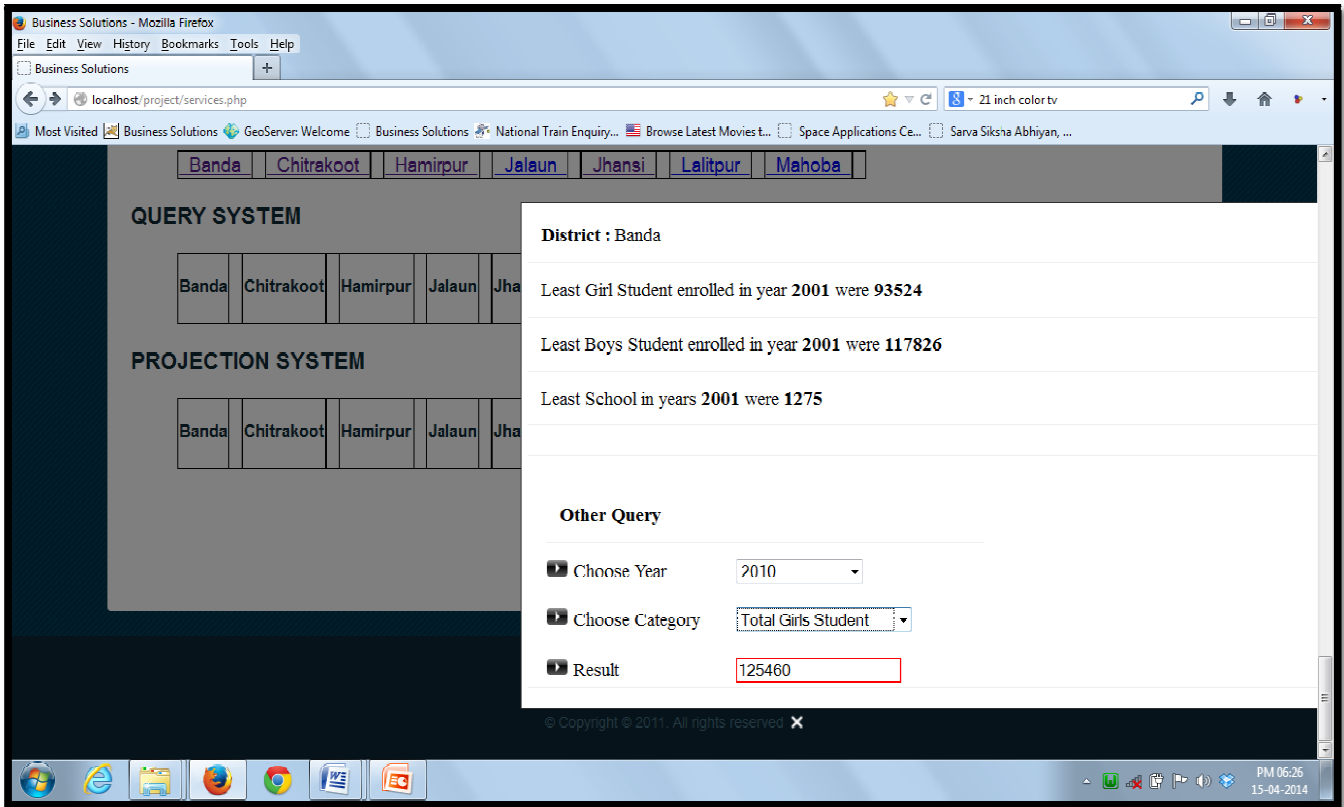 Business Solutions - Mozilla Firefox
File Edit View History Bookmarks Tools Help
Business Solutions +
localhost/project/services.php
8 21 inch color tv
Most Visited Business Solutions GeoServer: Welcome Business Solutions National Train Enquiry... Browse Latest Movies t... Space Applications Ce... Sarva Siksha Abhiyan, ...
Banda Chitrakoot Hamirpur Jalaun Jhansi Lalitpur Mahoba
QUERY SYSTEM
Banda Chitrakoot Hamirpur Jalaun Jha
PROJECTION SYSTEM
Banda Chitrakoot Hamirpur Jalaun Jha
District : Banda
Least Girl Student enrolled in year 2001 were 93524
Least Boys Student enrolled in year 2001 were 117826
Least School in years 2001 were 1275
Other Query
Choose Year 2010
Choose Category Total Girls Student
Result 125460
© Copyright © 2011. All rights reserved
PM 06:26
15-04-2014